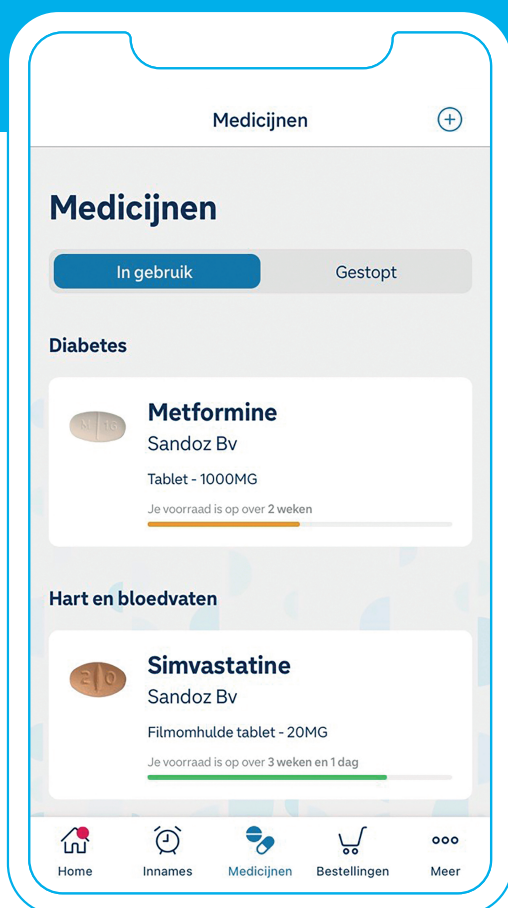 Medicijnen
Medicijnen
In gebruik
Gestopt
Diabetes
Metformine
Sandoz Bv
Tablet - 1000MG
Je voorraad is op over 2 weken
Hart en bloedvaten
2 0
Simvastatine
Sandoz Bv
Filmomhulde tablet - 20MG
Je voorraad is op over 3 weken en 1 dag
Home
Innames
Medicijnen
Bestellingen
Meer